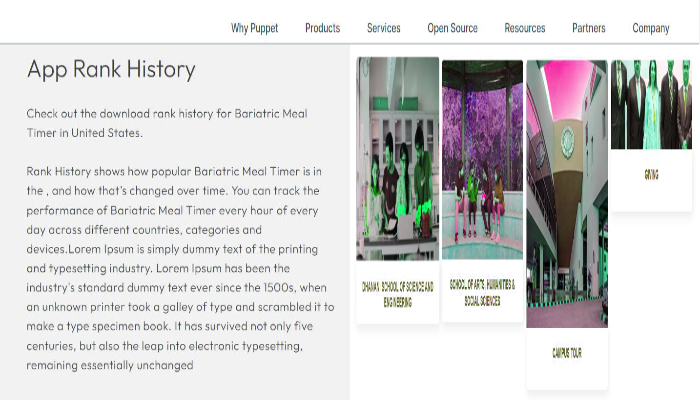 Why Puppet Products Services Open Source Resources Partners Company
App Rank History
Check out the download rank history for Bariatric Meal
Timer in United States.
Rank History shows how popular Bariatric Meal Timer is in
the , and how that's changed over time. You can track the
performance of Bariatric Meal Timer every hour of every
day across different countries, categories and
devices.Lorem Ipsum is simply dummy text of the printing
and typesetting industry. Lorem Ipsum has been the
industry's standard dummy text ever since the 1500s, when
an unknown printer took a galley of type and scrambled it to
make a type specimen book. It has survived not only five
centuries, but also the leap into electronic typesetting,
remaining essentially unchanged
DHANANI SCHOOL OF SCIENCE AND
ENGINEERING
SCHOOL OF ARTS, HUMANITIES &
SOCIAL SCIENCES
CAMPUS TOUR
GIVING